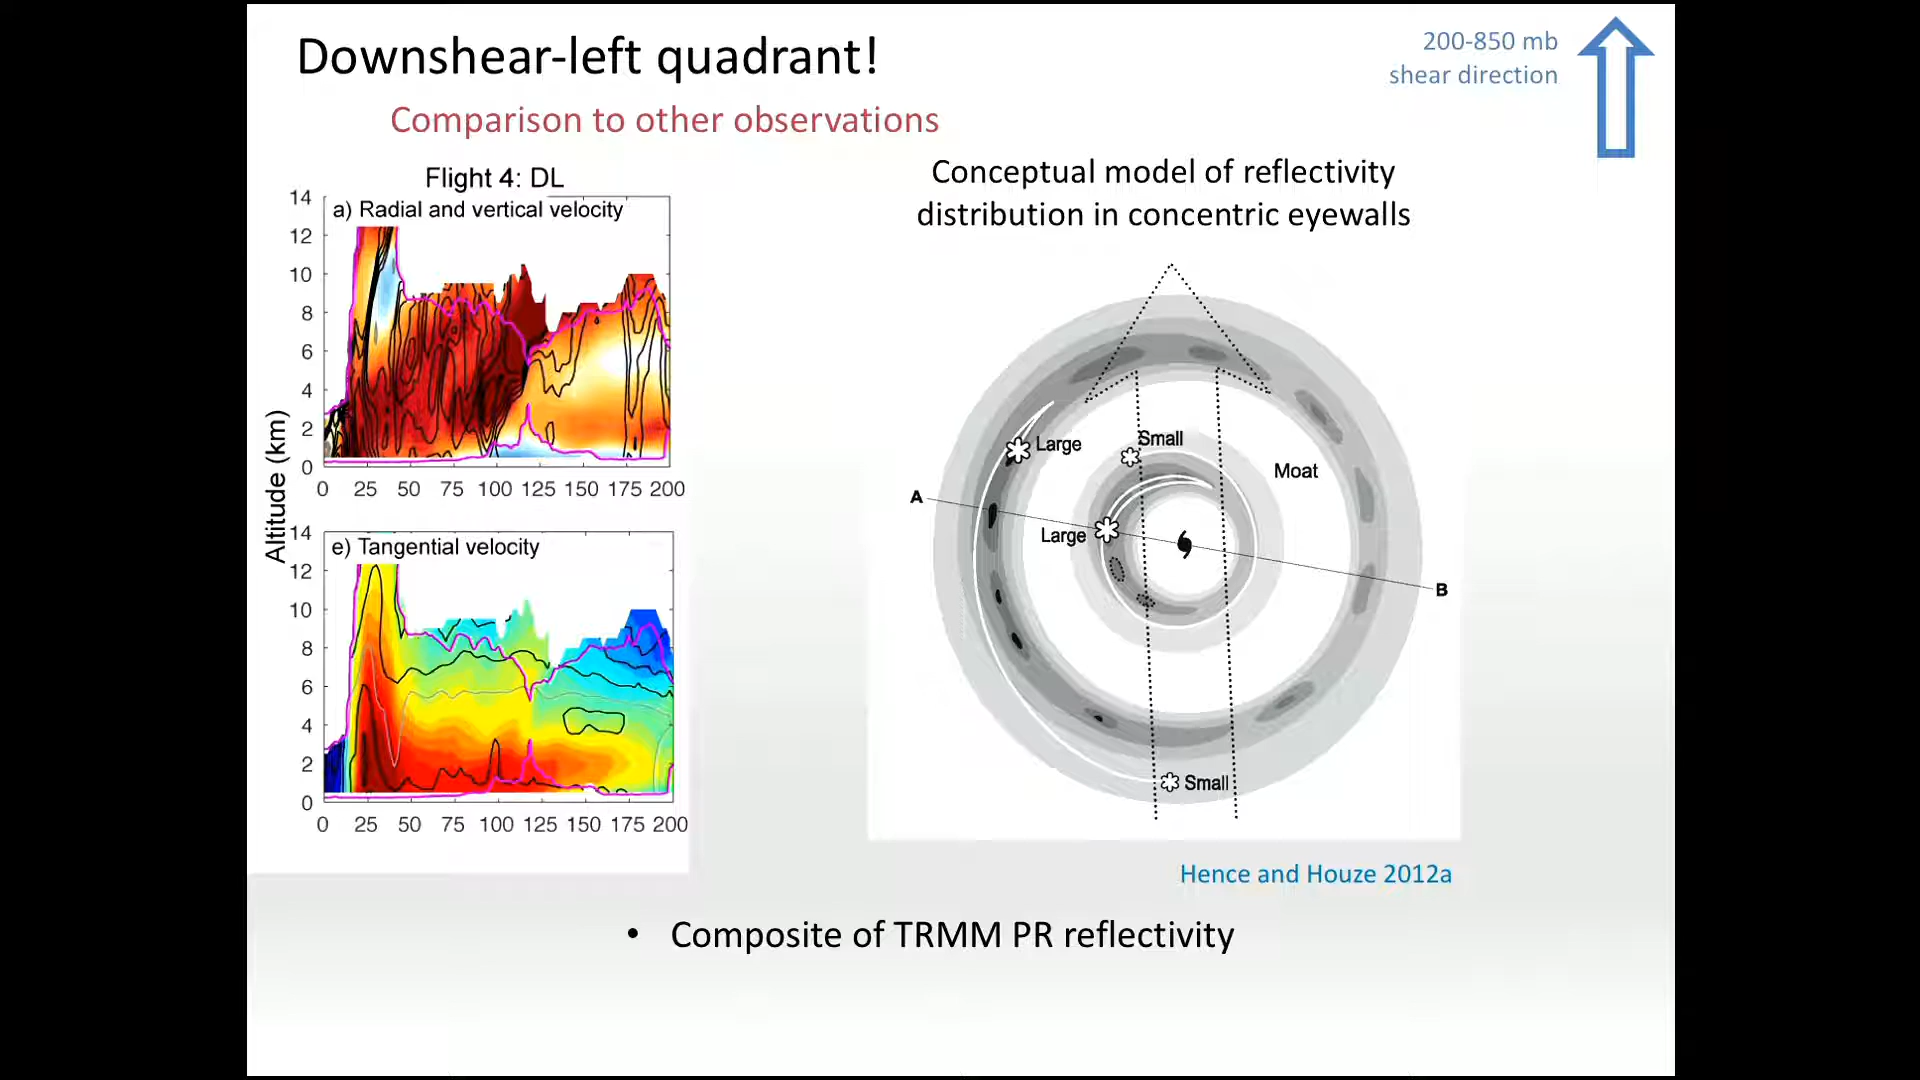 Downshear-left quadrant!
200-850 mb
shear direction
Comparison to other observations
Flight 4: DL
a) Radial and vertical velocity
14
12
10
8
6
4
2
0
0 25 50 75 100 125 150 175 200
Altitude (km)
e) Tangential velocity
14
12
10
8
6
4
2
0
0 25 50 75 100 125 150 175 200
Conceptual model of reflectivity
distribution in concentric eyewalls
Large
Small
Moat
A
Large
B
Small
Hence and Houze 2012a
• Composite of TRMM PR reflectivity